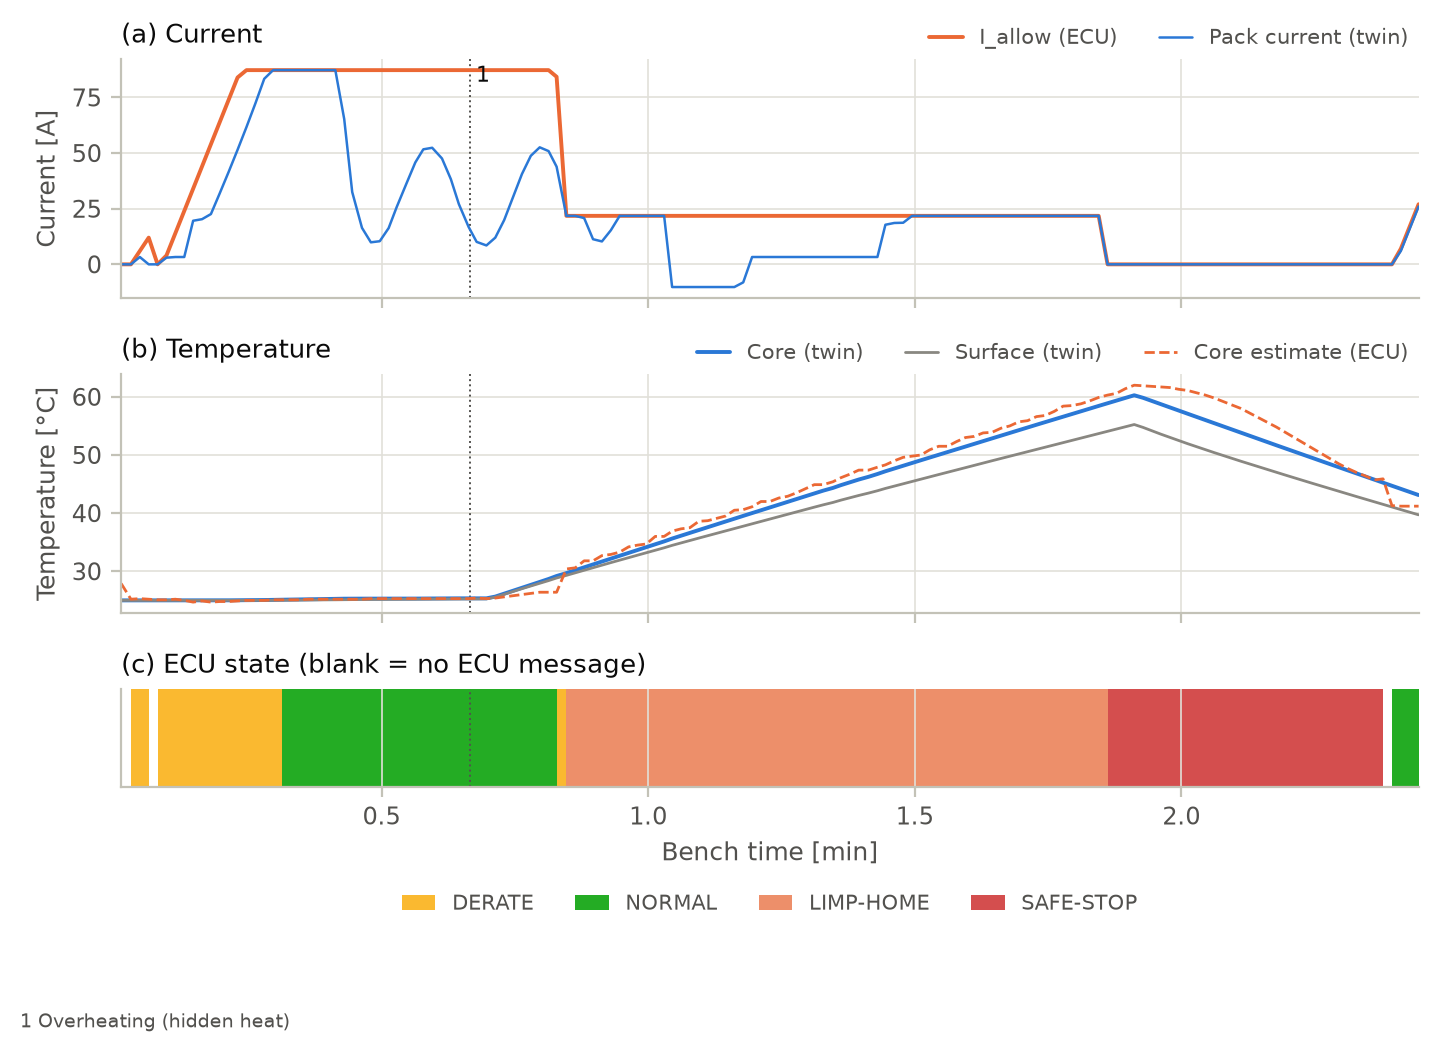 (a) Current
I_allow (ECU)
Pack current (twin)
1
75
50
25
0
Current [A]
(b) Temperature
Core (twin)
Surface (twin)
Core estimate (ECU)
60
50
40
30
Temperature [°C]
(c) ECU state (blank = no ECU message)
0.5
1.0
1.5
2.0
Bench time [min]
DERATE
NORMAL
LIMP-HOME
SAFE-STOP
1 Overheating (hidden heat)